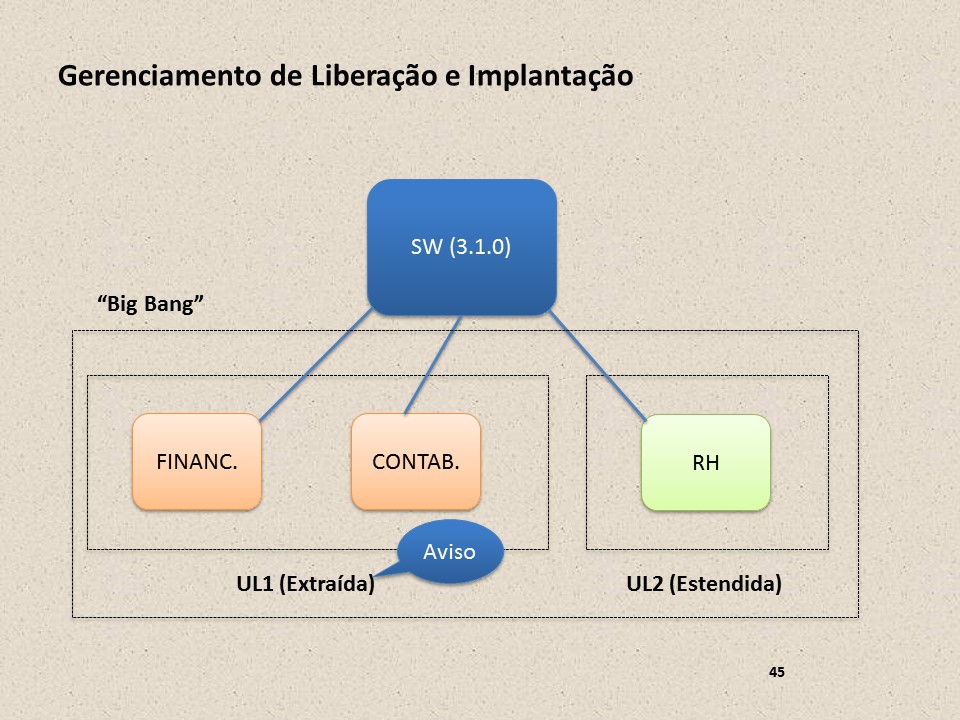 Gerenciamento de Liberação e Implantação
SW (3.1.0)
“Big Bang”
FINANC.
CONTAB.
RH
Aviso
UL1 (Extraída)
UL2 (Estendida)
45